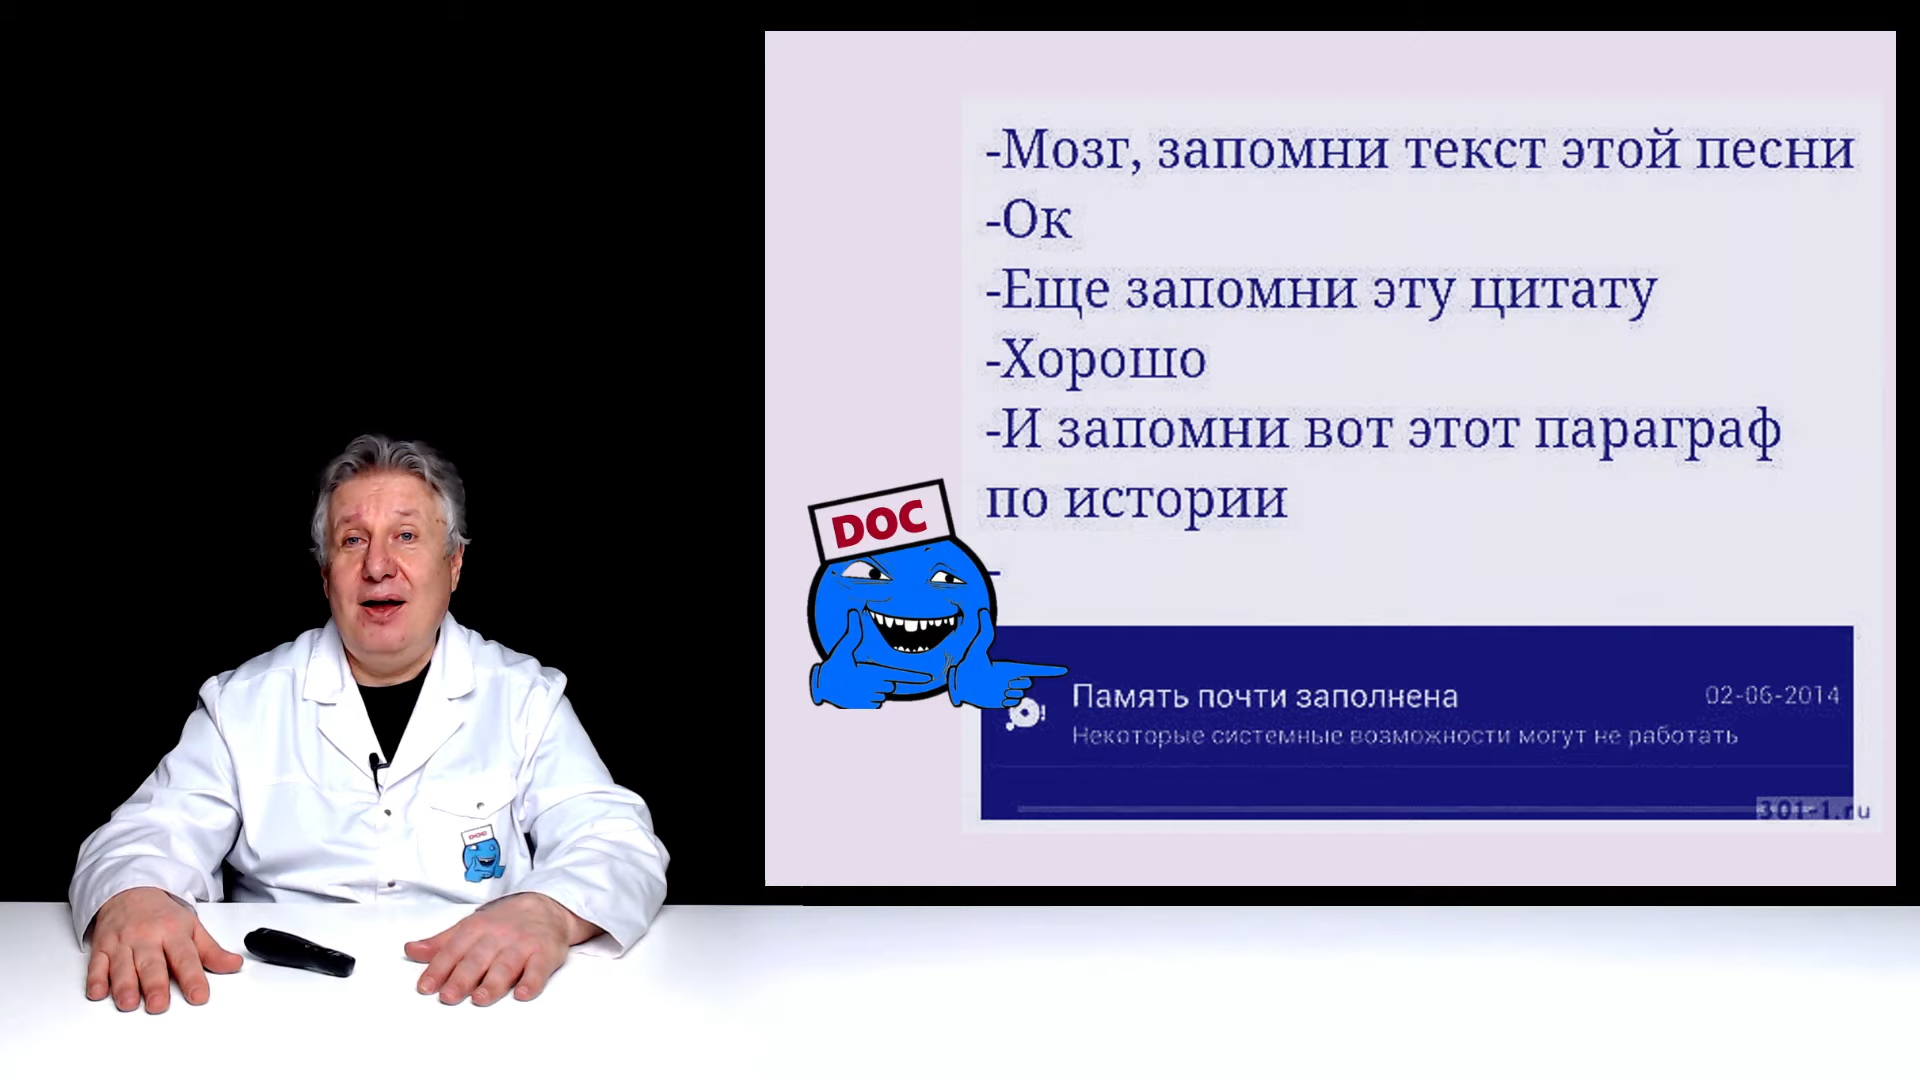 -Мозг, запомни текст этой песни
-Ок
-Еще запомни эту цитату
-Хорошо
-И запомни вот этот параграф
по истории
-
DOC
Память почти заполнена
02-06-2014
Некоторые системные возможности могут не работать
301-1.ru
DOC